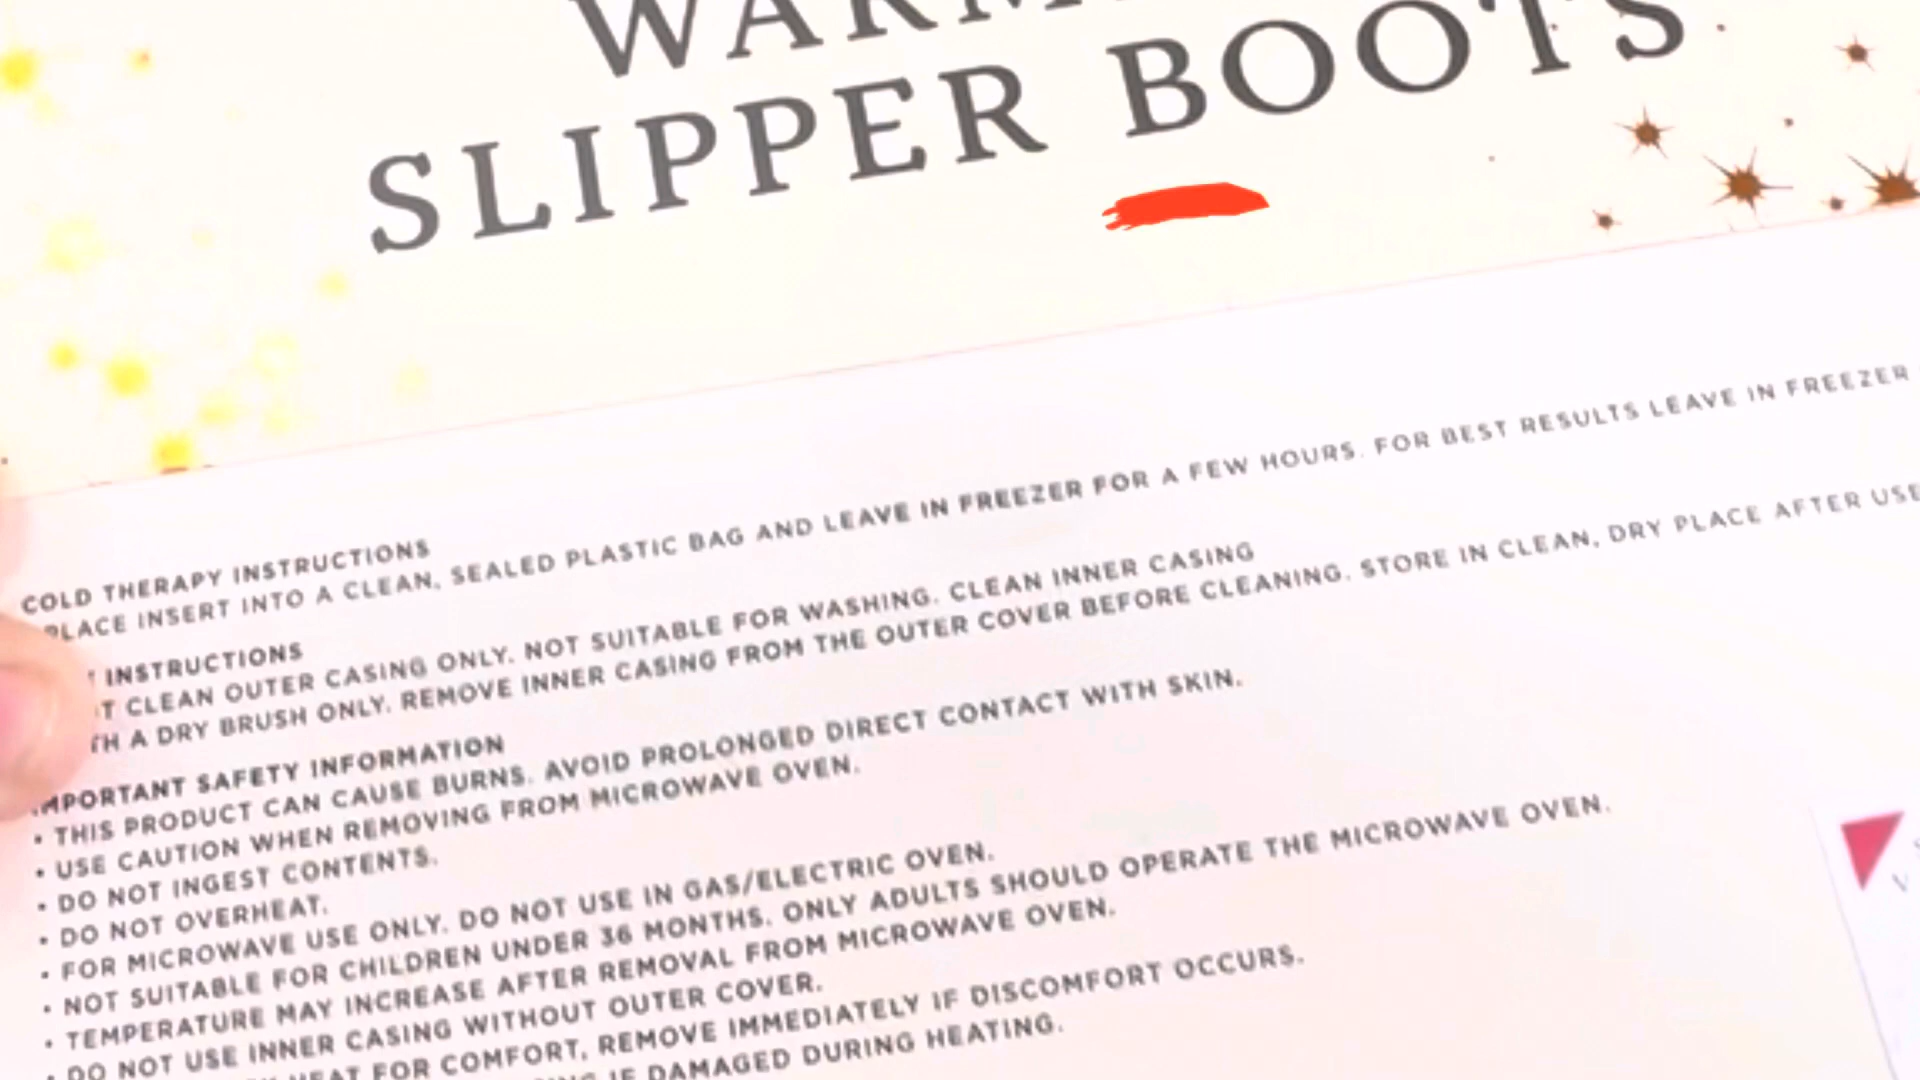 SLIPPER BOOTS
COLD THERAPY INSTRUCTIONS
PLACE INSERT INTO A CLEAN, SEALED PLASTIC BAG AND LEAVE IN FREEZER FOR A FEW HOURS. FOR BEST RESULTS LEAVE IN FREEZER
INSTRUCTIONS
CLEAN OUTER CASING ONLY. NOT SUITABLE FOR WASHING. CLEAN INNER CASING
A DRY BRUSH ONLY. REMOVE INNER CASING FROM THE OUTER COVER BEFORE CLEANING. STORE IN CLEAN, DRY PLACE AFTER USE
IMPORTANT SAFETY INFORMATION
• THIS PRODUCT CAN CAUSE BURNS. AVOID PROLONGED DIRECT CONTACT WITH SKIN.
• USE CAUTION WHEN REMOVING FROM MICROWAVE OVEN.
• DO NOT INGEST CONTENTS.
• DO NOT OVERHEAT.
• FOR MICROWAVE USE ONLY. DO NOT USE IN GAS/ELECTRIC OVEN.
• NOT SUITABLE FOR CHILDREN UNDER 36 MONTHS. ONLY ADULTS SHOULD OPERATE THE MICROWAVE OVEN.
• TEMPERATURE MAY INCREASE AFTER REMOVAL FROM MICROWAVE OVEN.
• DO NOT USE INNER CASING WITHOUT OUTER COVER.
HEAT FOR COMFORT, REMOVE IMMEDIATELY IF DISCOMFORT OCCURS.
IF DAMAGED DURING HEATING.